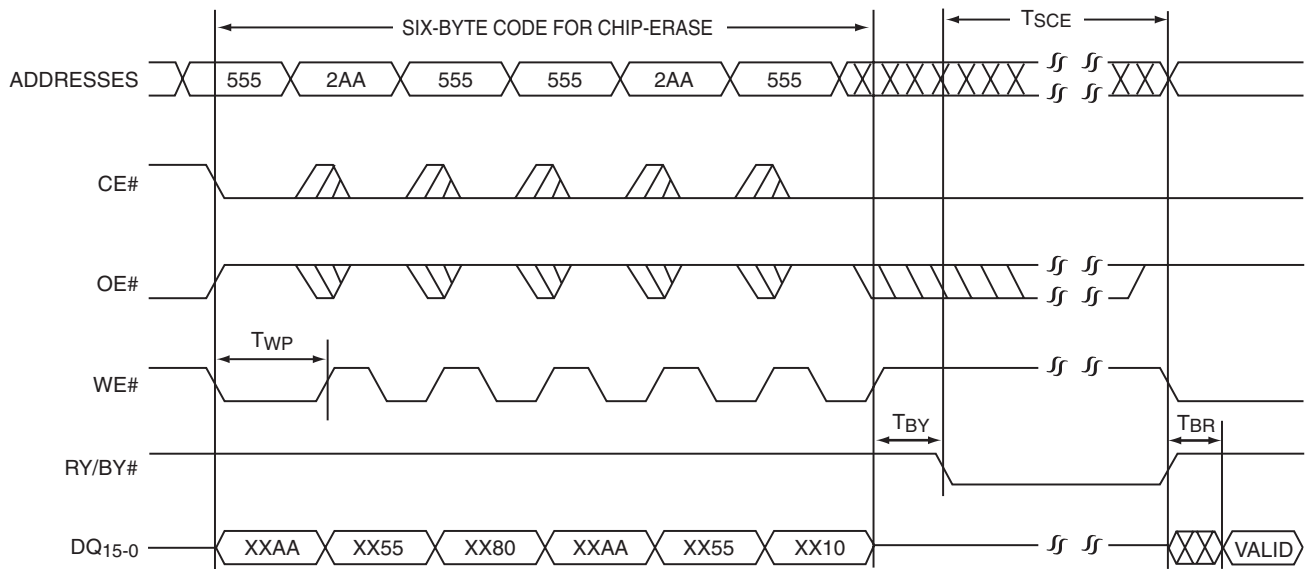 SIX-BYTE CODE FOR CHIP-ERASE TSCE
ADDRESSES 555 2AA 555 555 2AA 555
CE#
OE#
TWP
WE#
TBY TBR
RY/BY#
DQ15-0 XXAA XX55 XX80 XXAA XX55 XX10 VALID